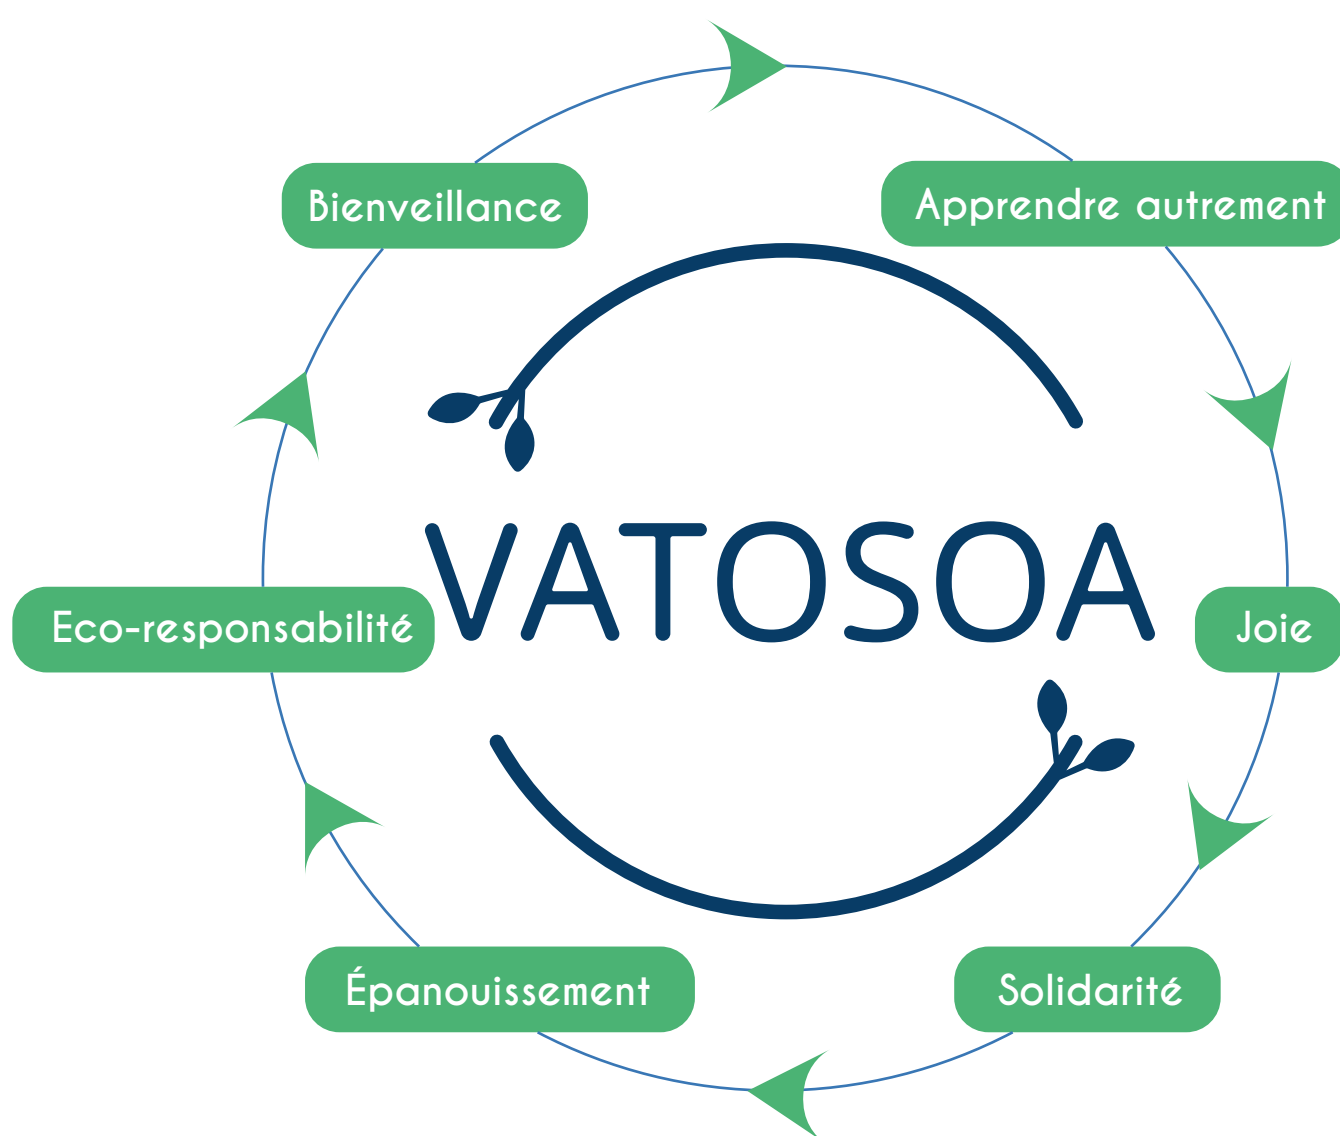 Bienveillance
Apprendre autrement
VATOSOA
Eco-responsabilité
Joie
Épanouissement
Solidarité